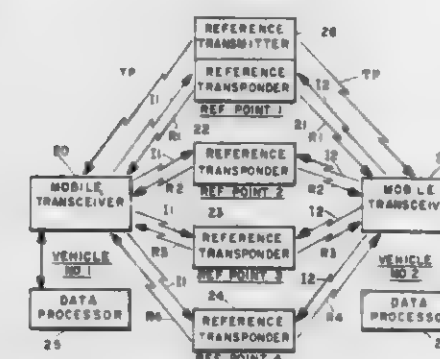 REFERENCE
TRANSMITTER
28
TP
TP
REFERENCE
TRANSPONDER
I1
I2
REF POINT 1
R1
22
21
R1
20
I1
REFERENCE
TRANSPONDER
I2
MOBILE
TRANSCEIVER
R2
REF POINT 2
R2
MOBILE
I1
23
I2
VEHICLE
NO. 1
R3
REFERENCE
TRANSPONDER
R3
VEHICLE
NO. 2
REF POINT 3
I1
24
I2
DATA
PROCESSOR
R4
REFERENCE
TRANSPONDER
R4
DATA
25